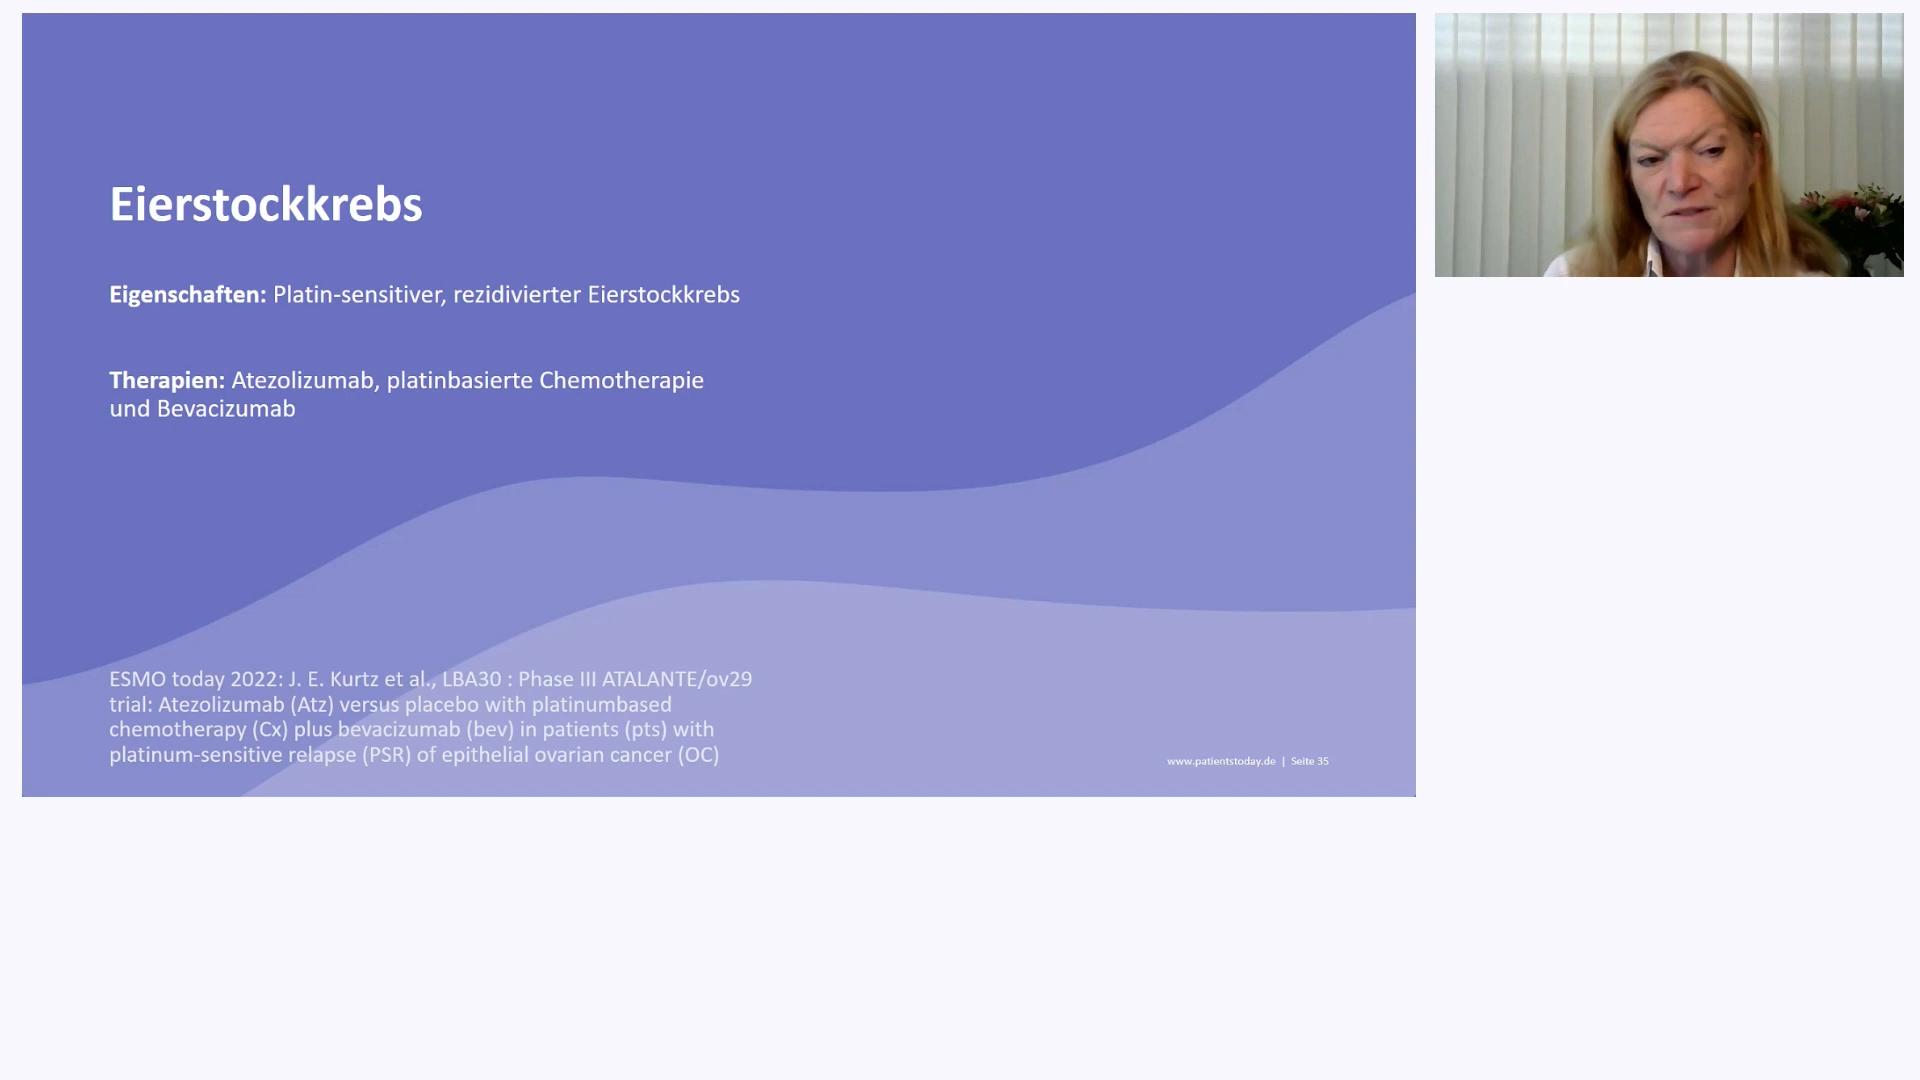 Eierstockkrebs
Eigenschaften: Platin-sensitiver, rezidivierter Eierstockkrebs
Therapien: Atezolizumab, platinbasierte Chemotherapie
und Bevacizumab
ESMO today 2022: J. E. Kurtz et al., LBA30 : Phase III ATALANTE/ov29
trial: Atezolizumab (Atz) versus placebo with platinumbased
chemotherapy (Cx) plus bevacizumab (bev) in patients (pts) with
platinum-sensitive relapse (PSR) of epithelial ovarian cancer (OC)
www.patientstoday.de | Seite 35